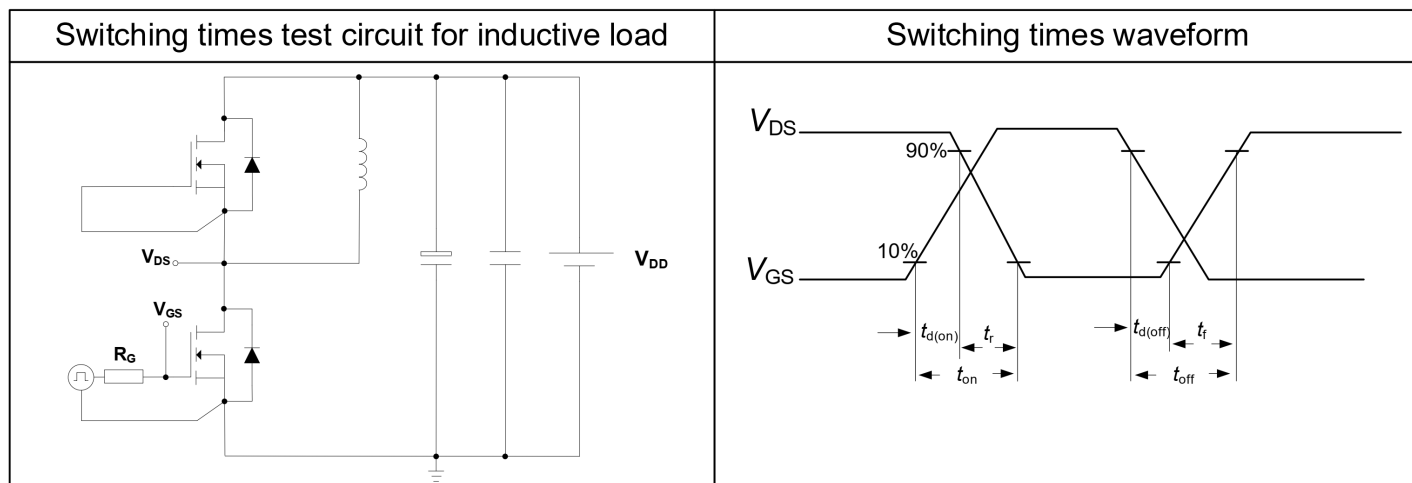 Switching times test circuit for inductive load
Switching times waveform
VDS
VGS
RG
VDD
VDS
90%
10%
VGS
td(on)
tr
ton
td(off)
tf
toff